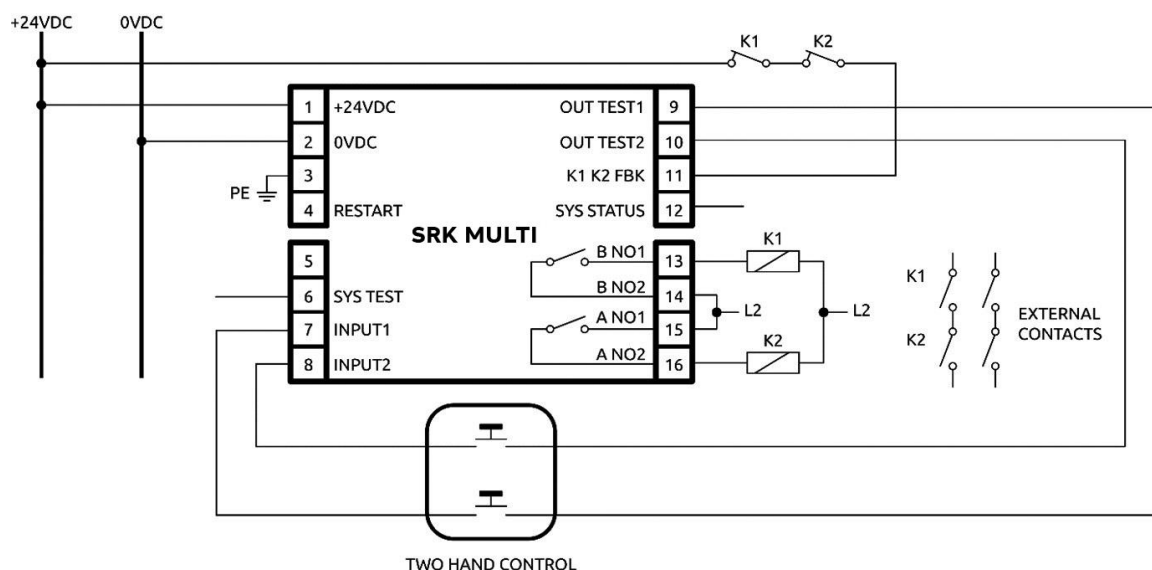 +24VDC
0VDC
K1
K2
1
+24VDC
OUT TEST1
9
2
0VDC
OUT TEST2
10
PE
3
K1 K2 FBK
11
4
RESTART
SYS STATUS
12
SRK MULTI
5
B NO1
13
K1
6
SYS TEST
B NO2
14
L2
L2
7
INPUT1
A NO1
15
8
INPUT2
A NO2
16
K2
K1
K2
EXTERNAL
CONTACTS
TWO HAND CONTROL